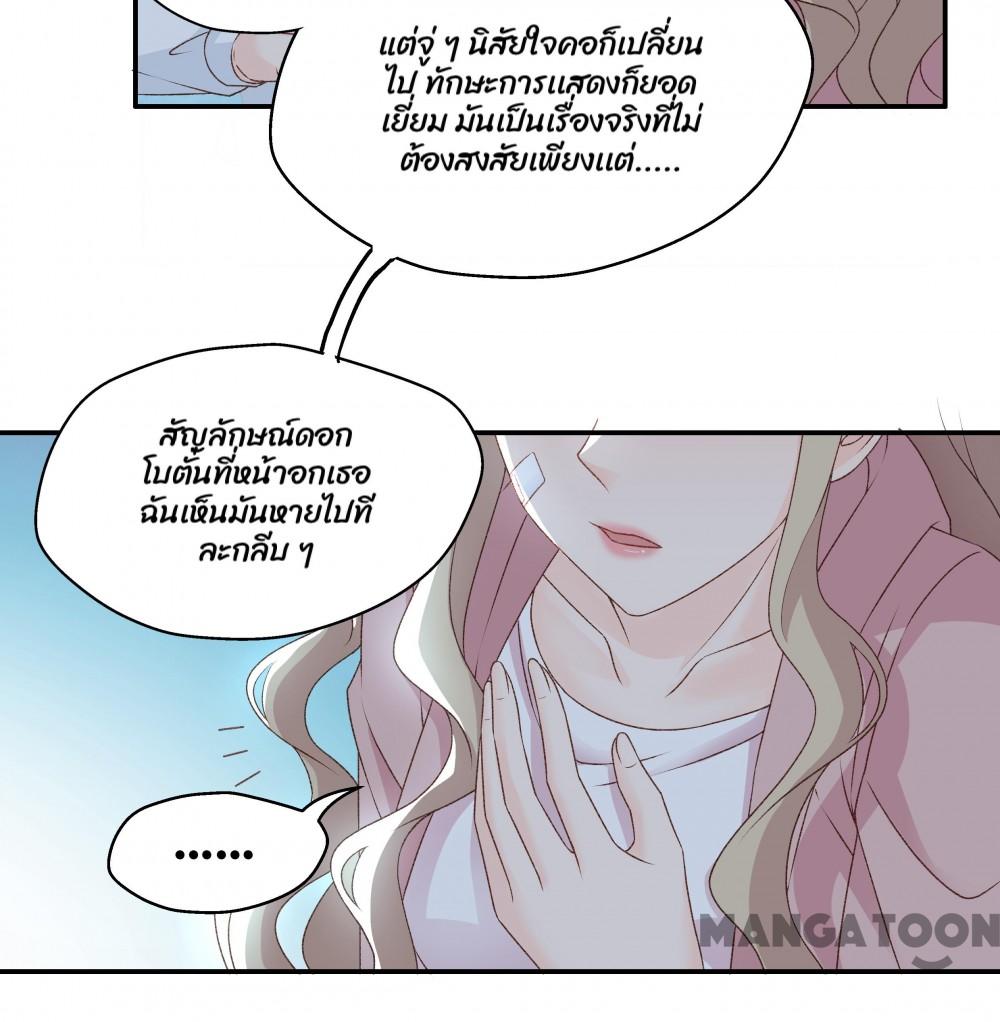 แต่จู่ ๆ นิสัยใจคอก็เปลี่ยน
ไป ทักษะการแสดงก็ยอด
เยี่ยม มันเป็นเรื่องจริงที่ไม่
ต้องสงสัยเพียงแต่.....
สัญลักษณ์ดอก
โบตั๋นที่หน้าอกเธอ
ฉันเห็นมันหายไปที
ละกลีบ ๆ
......
MANGATOON